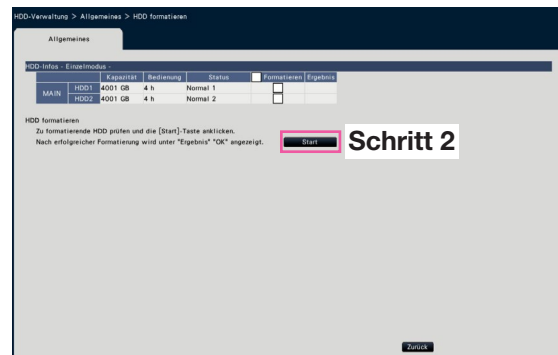 HDD-Verwaltung > Allgemeines > HDD formatieren
Allgemeines
HDD-Infos - Einzelmodus -
Kapazität Bedienung Status Formatieren Ergebnis
MAIN HDD1 4001 GB 4 h Normal 1
HDD2 4001 GB 4 h Normal 2
HDD formatieren
Zu formatierende HDD prüfen und die [Start]-Taste anklicken.
Nach erfolgreicher Formatierung wird unter "Ergebnis" "OK" angezeigt. Start Schritt 2
Zurück